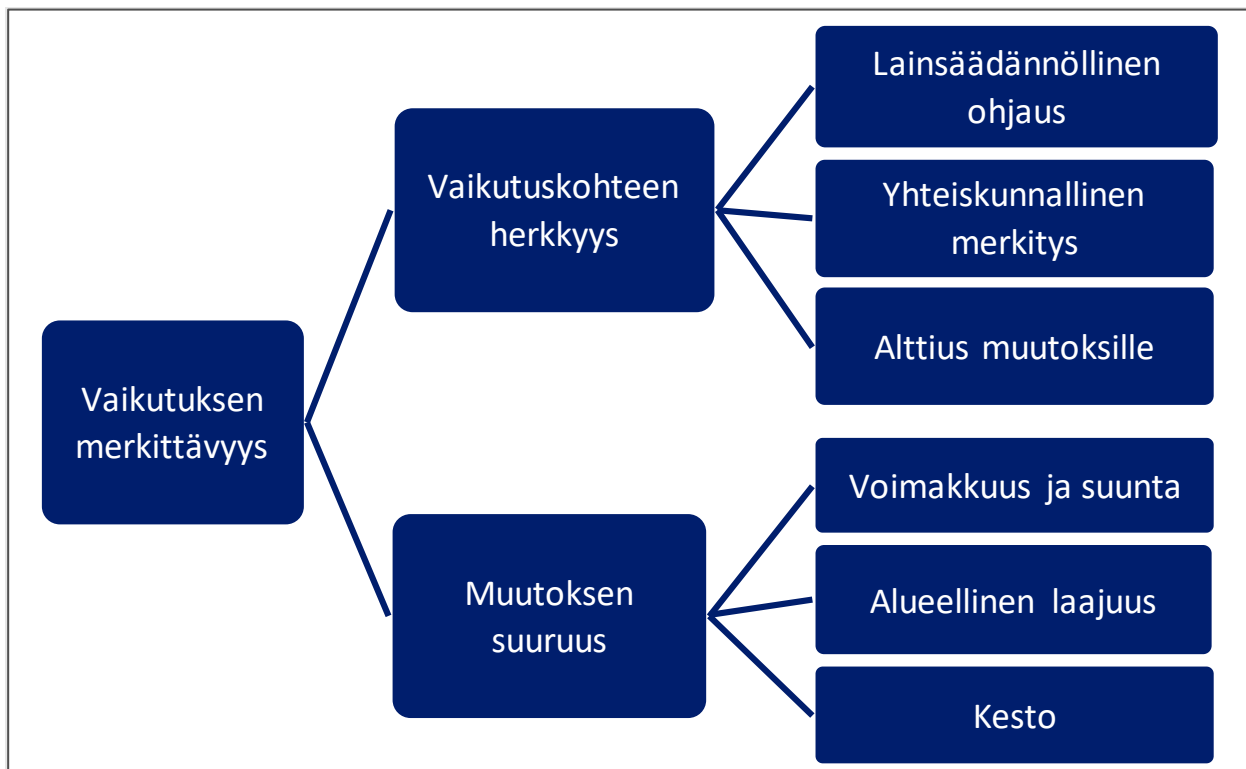 Vaikutuksen
merkittävyys
Vaikutuskohteen
herkkyys
Lainsäädännöllinen
ohjaus
Yhteiskunnallinen
merkitys
Alttius muutoksille
Muutoksen
suuruus
Voimakkuus ja suunta
Alueellinen laajuus
Kesto